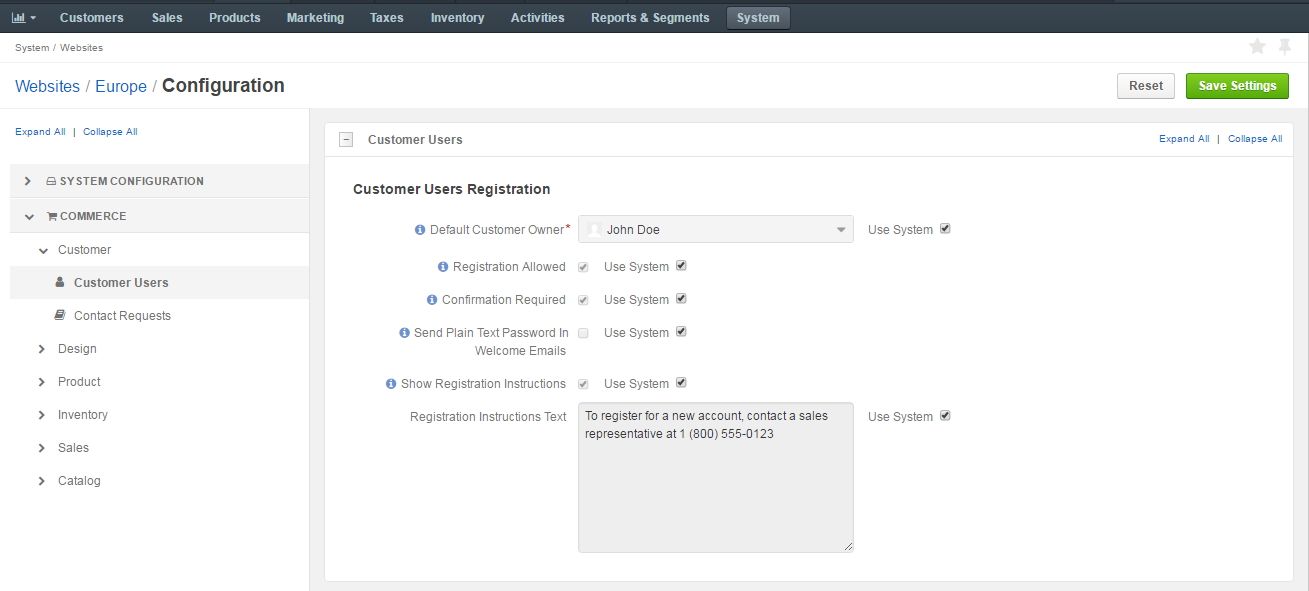 Customers Sales Products Marketing Taxes Inventory Activities Reports & Segments System
System / Websites
Websites / Europe / Configuration
Reset Save Settings
Expand All | Collapse All
SYSTEM CONFIGURATION
COMMERCE
Customer
Customer Users
Contact Requests
Design
Product
Inventory
Sales
Catalog
Customer Users Expand All | Collapse All
Customer Users Registration
Default Customer Owner* John Doe Use System
Registration Allowed Use System
Confirmation Required Use System
Send Plain Text Password In Use System
Welcome Emails
Show Registration Instructions Use System
Registration Instructions Text To register for a new account, contact a sales Use System
representative at 1 (800) 555-0123